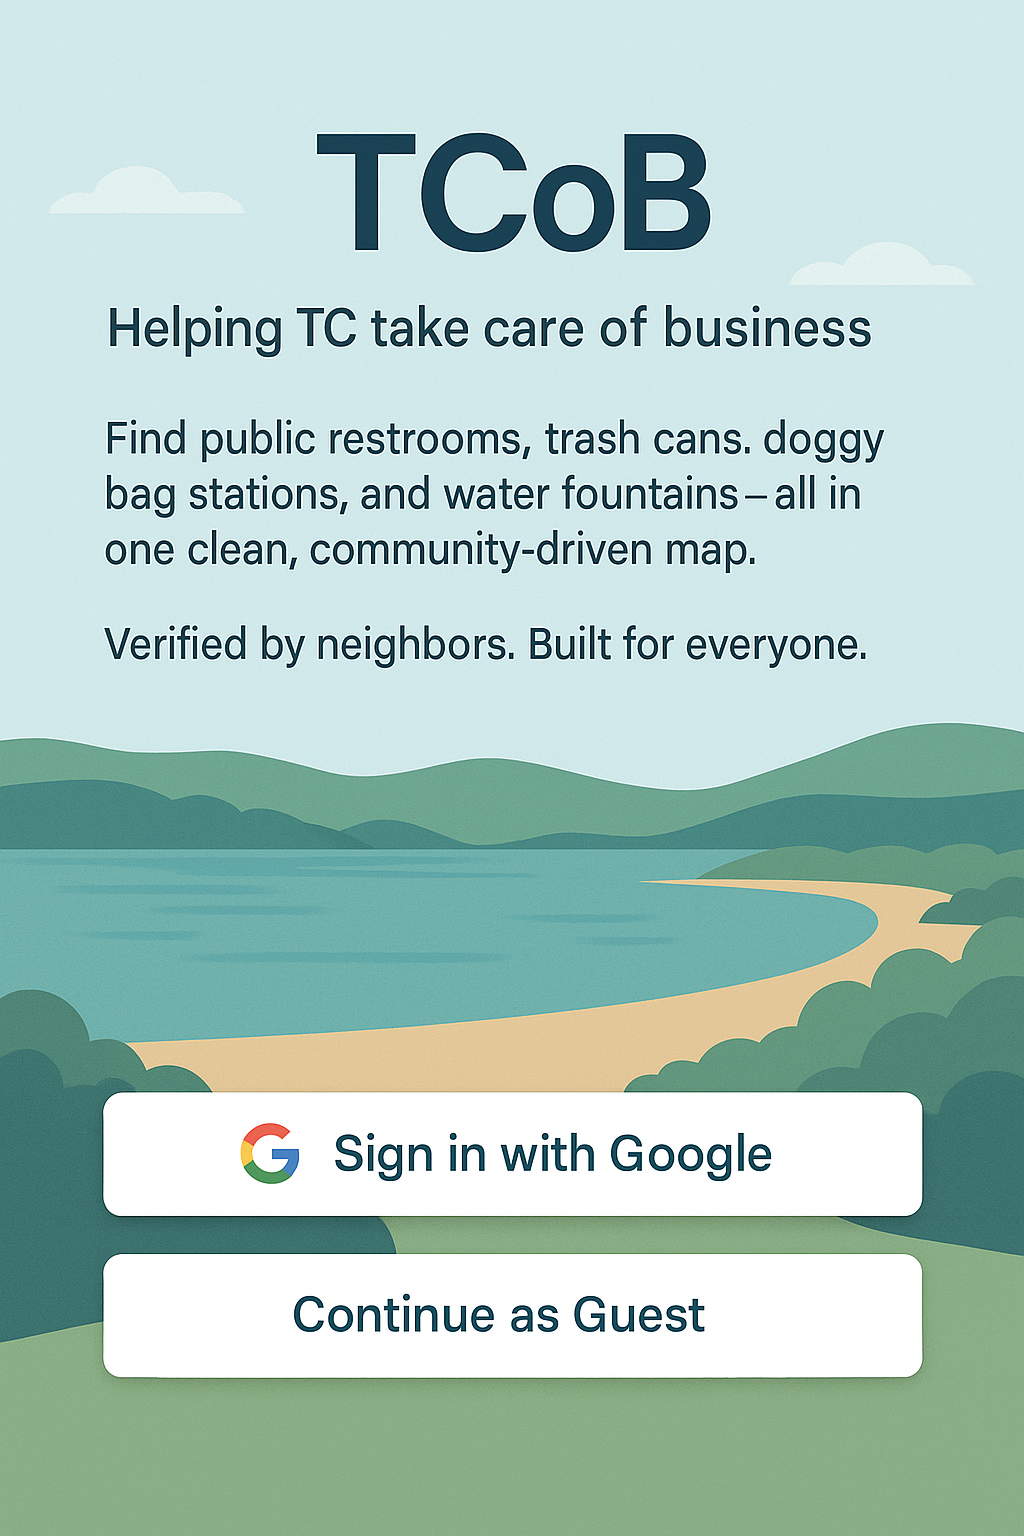 TCoB
Helping TC take care of business
Find public restrooms, trash cans. doggy
bag stations, and water fountains – all in
one clean, community-driven map.
Verified by neighbors. Built for everyone.
Sign in with Google
Continue as Guest